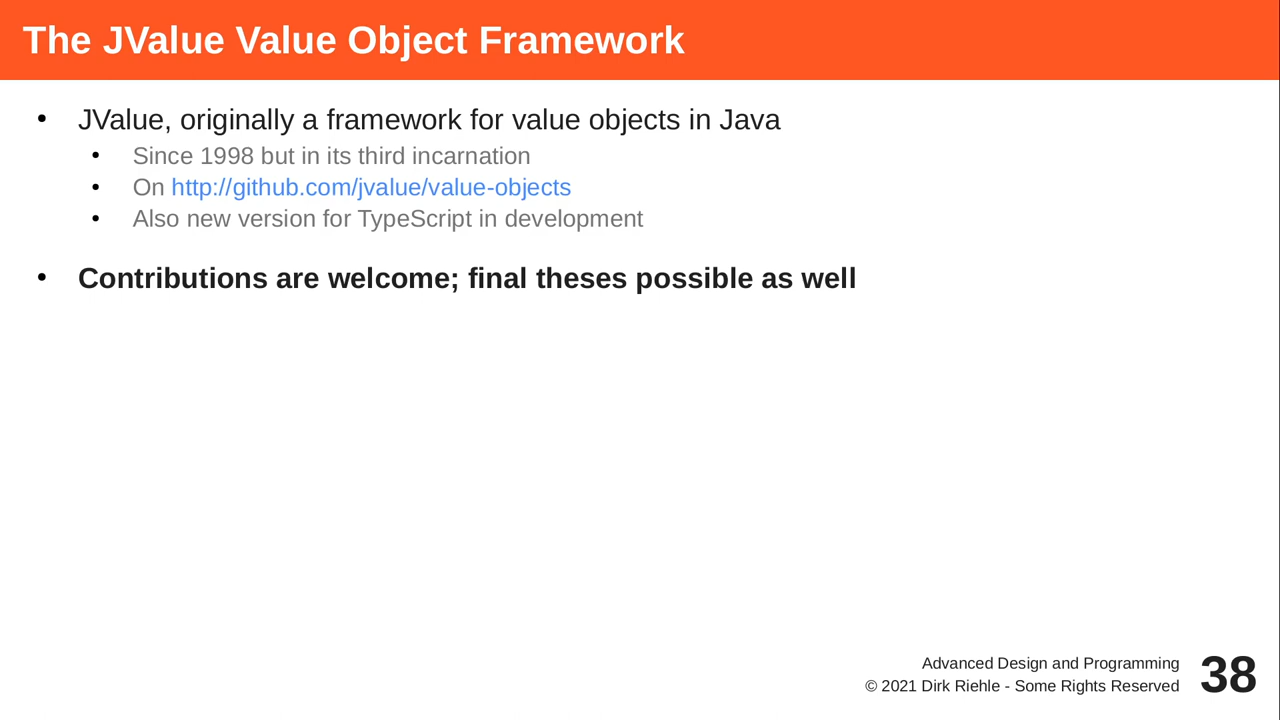 The JValue Value Object Framework
• JValue, originally a framework for value objects in Java
• Since 1998 but in its third incarnation
• On http://github.com/jvalue/value-objects
• Also new version for TypeScript in development
• Contributions are welcome; final theses possible as well
Advanced Design and Programming
© 2021 Dirk Riehle - Some Rights Reserved
38